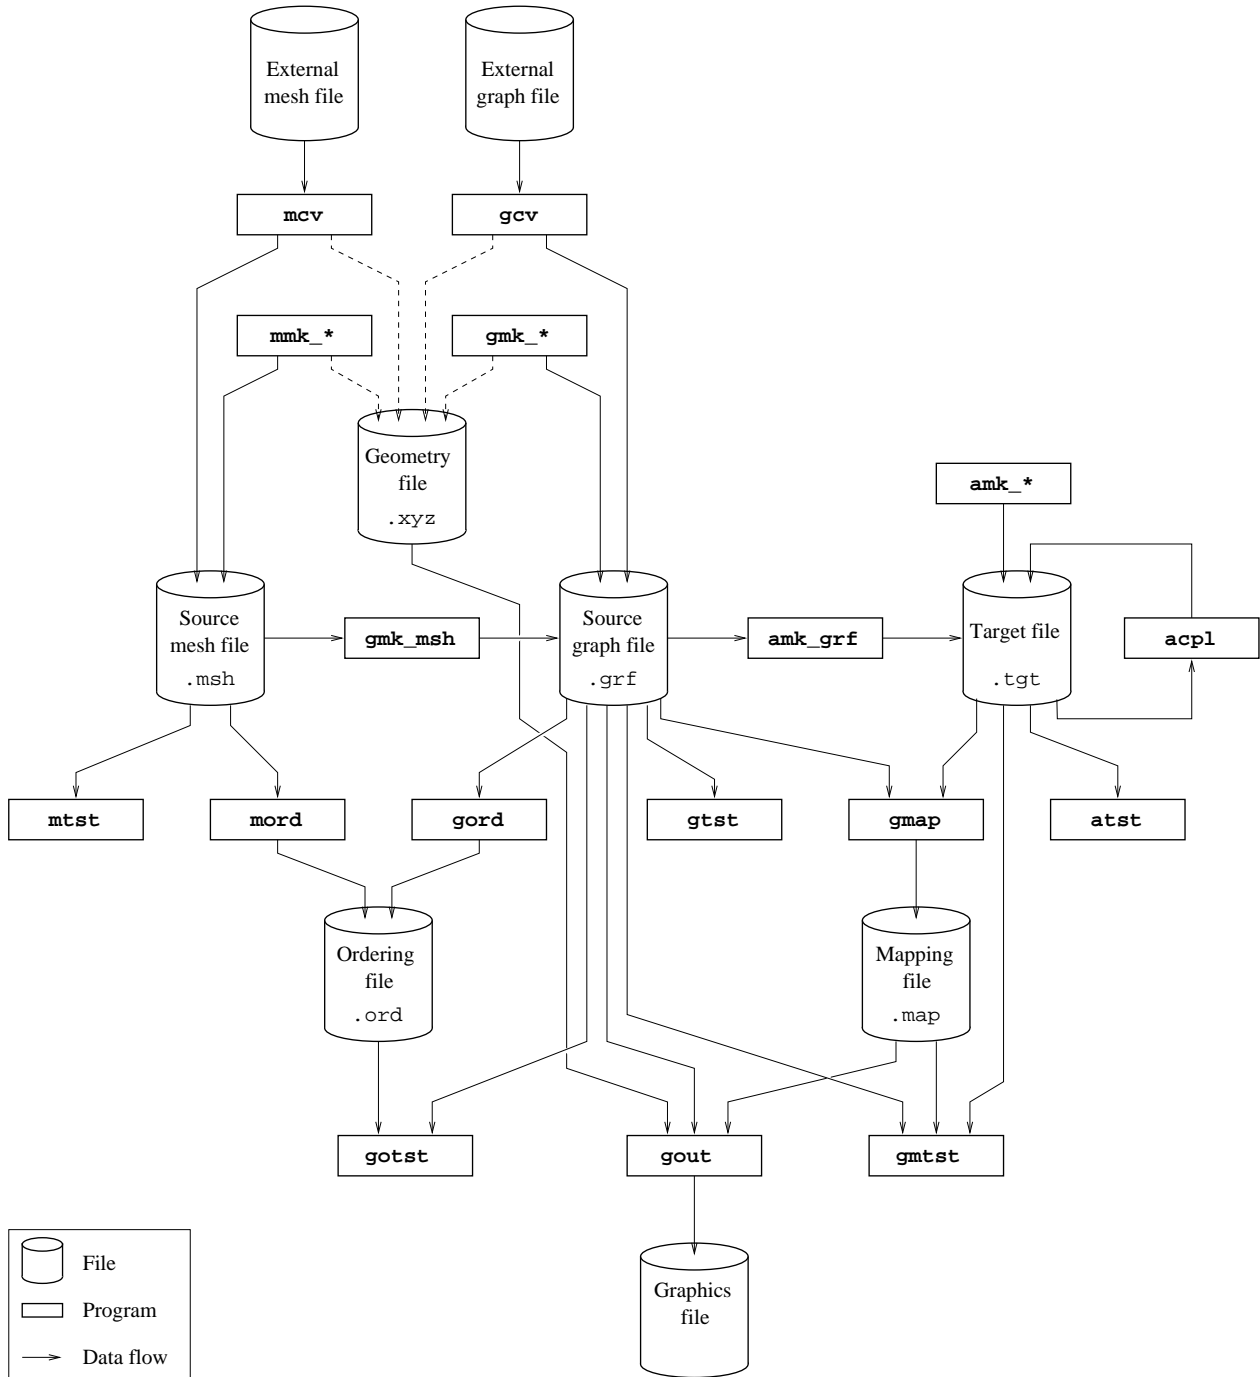 External
mesh file
External
graph file
mcv
gcv
mmk_*
gmk_*
Geometry
file
.xyz
amk_*
Source
mesh file
.msh
gmk_msh
Source
graph file
.grf
amk_grf
Target file
.tgt
acpl
mtst
mord
gord
gtst
gmap
atst
Ordering
file
.ord
Mapping
file
.map
gotst
gout
gmtst
File
Program
Data flow
Graphics
file